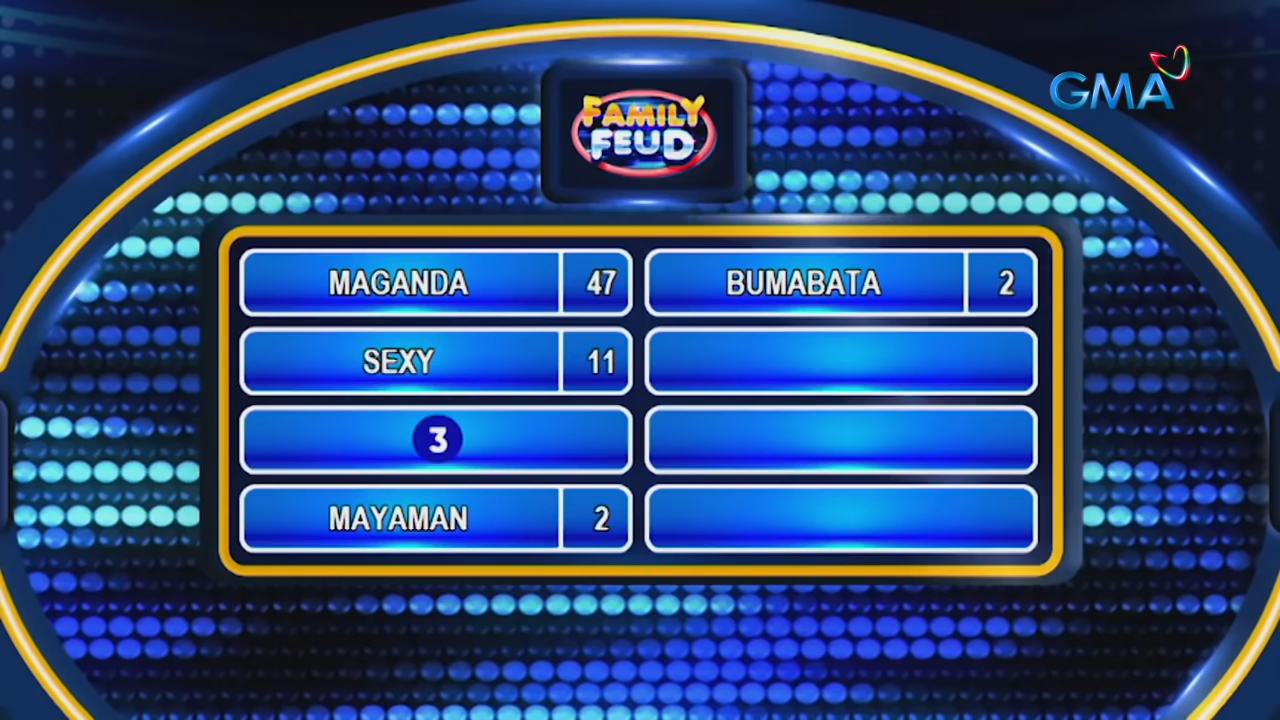 GMA
FAMILY
FEUD
MAGANDA 47
BUMABATA 2
SEXY 11
3
MAYAMAN 2